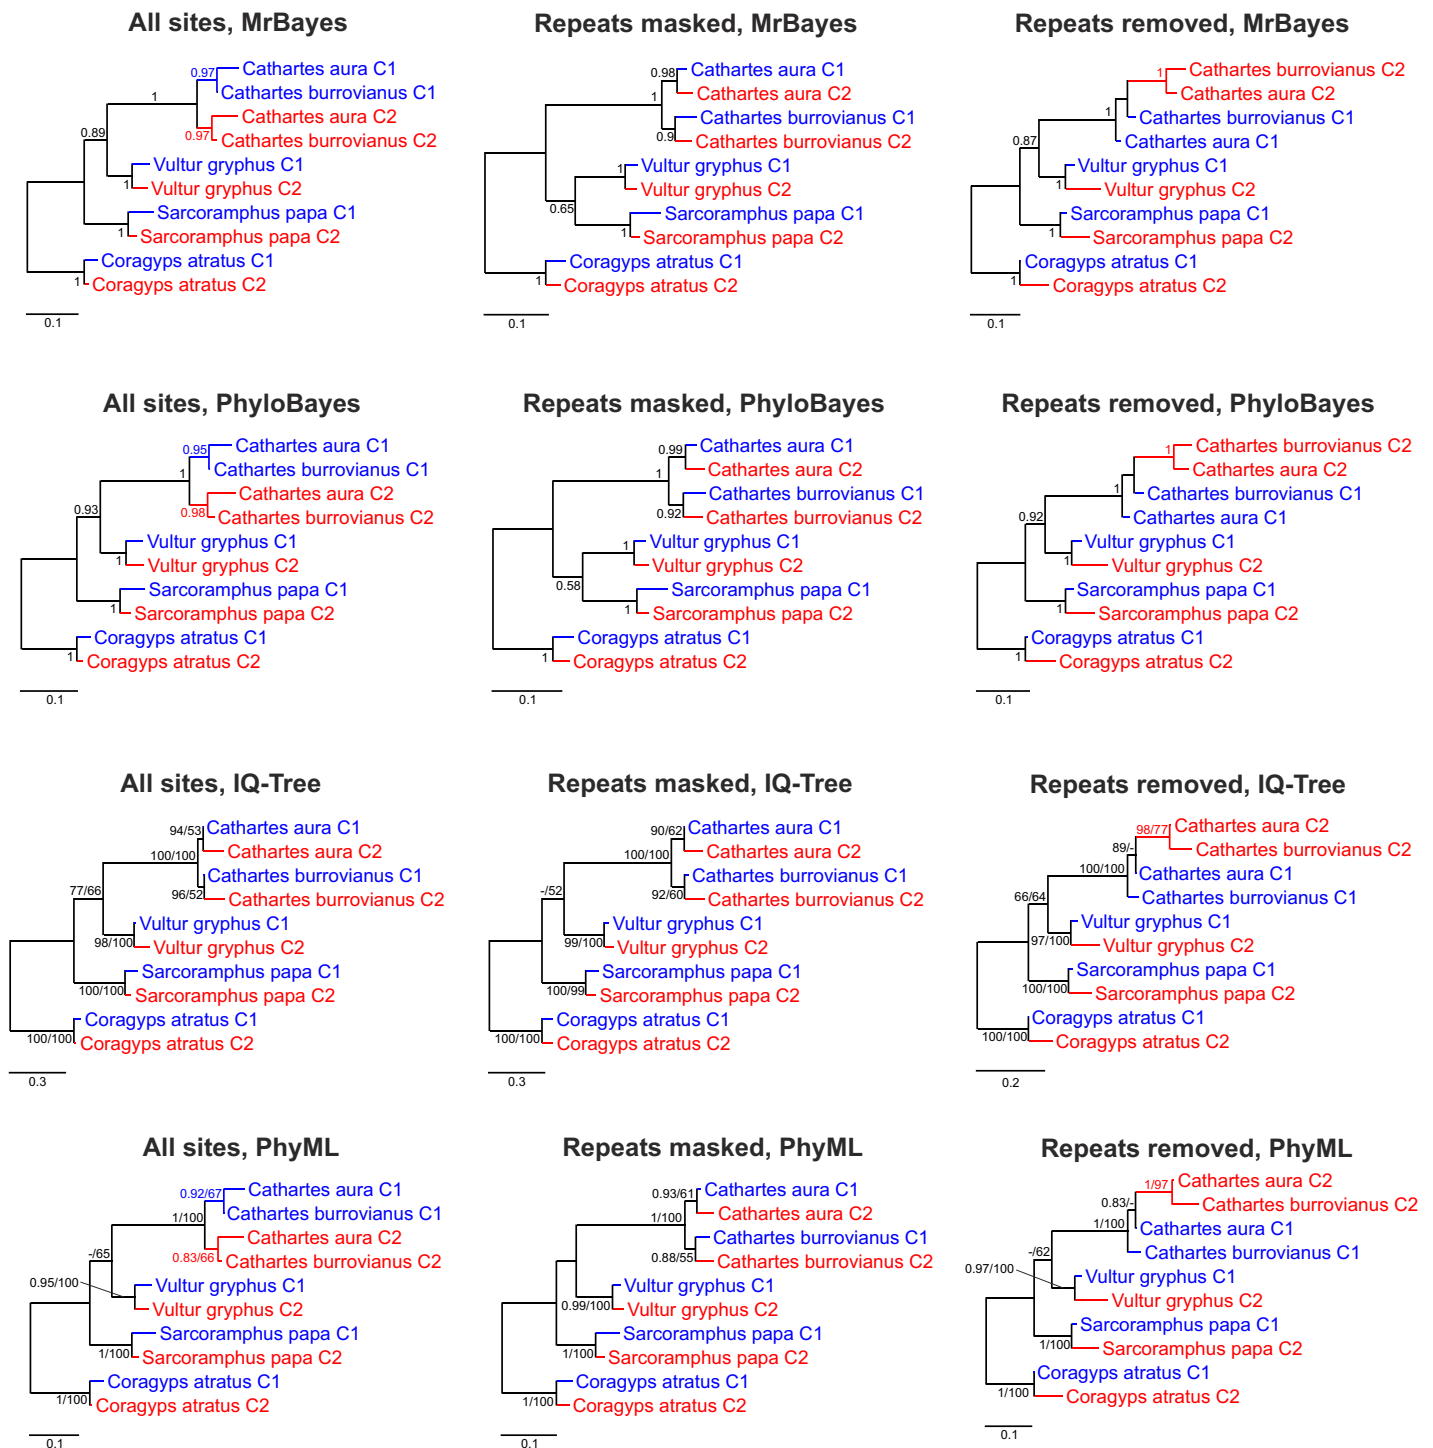 All sites, MrBayes
0.97
Cathartes aura C1
Cathartes burrovianus C1
1
Cathartes aura C2
0.97
Cathartes burrovianus C2
0.89
Vultur gryphus C1
1
Vultur gryphus C2
Sarcoramphus papa C1
1
Sarcoramphus papa C2
Coragyps atratus C1
1
Coragyps atratus C2
0.1
Repeats masked, MrBayes
0.98
Cathartes aura C1
Cathartes aura C2
1
Cathartes burrovianus C1
0.9
Cathartes burrovianus C2
1
Vultur gryphus C1
Vultur gryphus C2
0.65
Sarcoramphus papa C1
1
Sarcoramphus papa C2
Coragyps atratus C1
1
Coragyps atratus C2
0.1
Repeats removed, MrBayes
1
Cathartes burrovianus C2
Cathartes aura C2
1
Cathartes burrovianus C1
Cathartes aura C1
0.87
Vultur gryphus C1
1
Vultur gryphus C2
Sarcoramphus papa C1
1
Sarcoramphus papa C2
Coragyps atratus C1
1
Coragyps atratus C2
0.1
All sites, PhyloBayes
0.95
Cathartes aura C1
Cathartes burrovianus C1
1
Cathartes aura C2
0.98
Cathartes burrovianus C2
0.93
Vultur gryphus C1
1
Vultur gryphus C2
Sarcoramphus papa C1
1
Sarcoramphus papa C2
Coragyps atratus C1
1
Coragyps atratus C2
0.1
Repeats masked, PhyloBayes
0.99
Cathartes aura C1
Cathartes aura C2
1
Cathartes burrovianus C1
0.92
Cathartes burrovianus C2
1
Vultur gryphus C1
Vultur gryphus C2
0.58
Sarcoramphus papa C1
1
Sarcoramphus papa C2
Coragyps atratus C1
1
Coragyps atratus C2
0.1
Repeats removed, PhyloBayes
1
Cathartes burrovianus C2
Cathartes aura C2
1
Cathartes burrovianus C1
Cathartes aura C1
0.92
Vultur gryphus C1
1
Vultur gryphus C2
Sarcoramphus papa C1
1
Sarcoramphus papa C2
Coragyps atratus C1
1
Coragyps atratus C2
0.1
All sites, IQ-Tree
94/53
Cathartes aura C1
Cathartes aura C2
100/100
Cathartes burrovianus C1
96/52
Cathartes burrovianus C2
77/66
Vultur gryphus C1
98/100
Vultur gryphus C2
Sarcoramphus papa C1
100/100
Sarcoramphus papa C2
Coragyps atratus C1
100/100
Coragyps atratus C2
0.3
Repeats masked, IQ-Tree
90/62
Cathartes aura C1
Cathartes aura C2
100/100
Cathartes burrovianus C1
92/60
Cathartes burrovianus C2
-/52
Vultur gryphus C1
99/100
Vultur gryphus C2
Sarcoramphus papa C1
100/99
Sarcoramphus papa C2
Coragyps atratus C1
100/100
Coragyps atratus C2
0.3
Repeats removed, IQ-Tree
98/77
Cathartes aura C2
Cathartes burrovianus C2
89/-
100/100
Cathartes aura C1
Cathartes burrovianus C1
66/64
Vultur gryphus C1
97/100
Vultur gryphus C2
Sarcoramphus papa C1
100/100
Sarcoramphus papa C2
Coragyps atratus C1
100/100
Coragyps atratus C2
0.2
All sites, PhyML
0.92/67
Cathartes aura C1
Cathartes burrovianus C1
1/100
Cathartes aura C2
0.83/66
Cathartes burrovianus C2
-/65
0.95/100
Vultur gryphus C1
Vultur gryphus C2
Sarcoramphus papa C1
1/100
Sarcoramphus papa C2
Coragyps atratus C1
1/100
Coragyps atratus C2
0.1
Repeats masked, PhyML
0.93/61
Cathartes aura C1
Cathartes aura C2
1/100
Cathartes burrovianus C1
0.88/55
Cathartes burrovianus C2
Vultur gryphus C1
0.99/100
Vultur gryphus C2
Sarcoramphus papa C1
1/100
Sarcoramphus papa C2
Coragyps atratus C1
1/100
Coragyps atratus C2
0.1
Repeats removed, PhyML
1/97
Cathartes aura C2
Cathartes burrovianus C2
0.83/-
1/100
Cathartes aura C1
Cathartes burrovianus C1
-/62
0.97/100
Vultur gryphus C1
Vultur gryphus C2
Sarcoramphus papa C1
1/100
Sarcoramphus papa C2
Coragyps atratus C1
1/100
Coragyps atratus C2
0.1